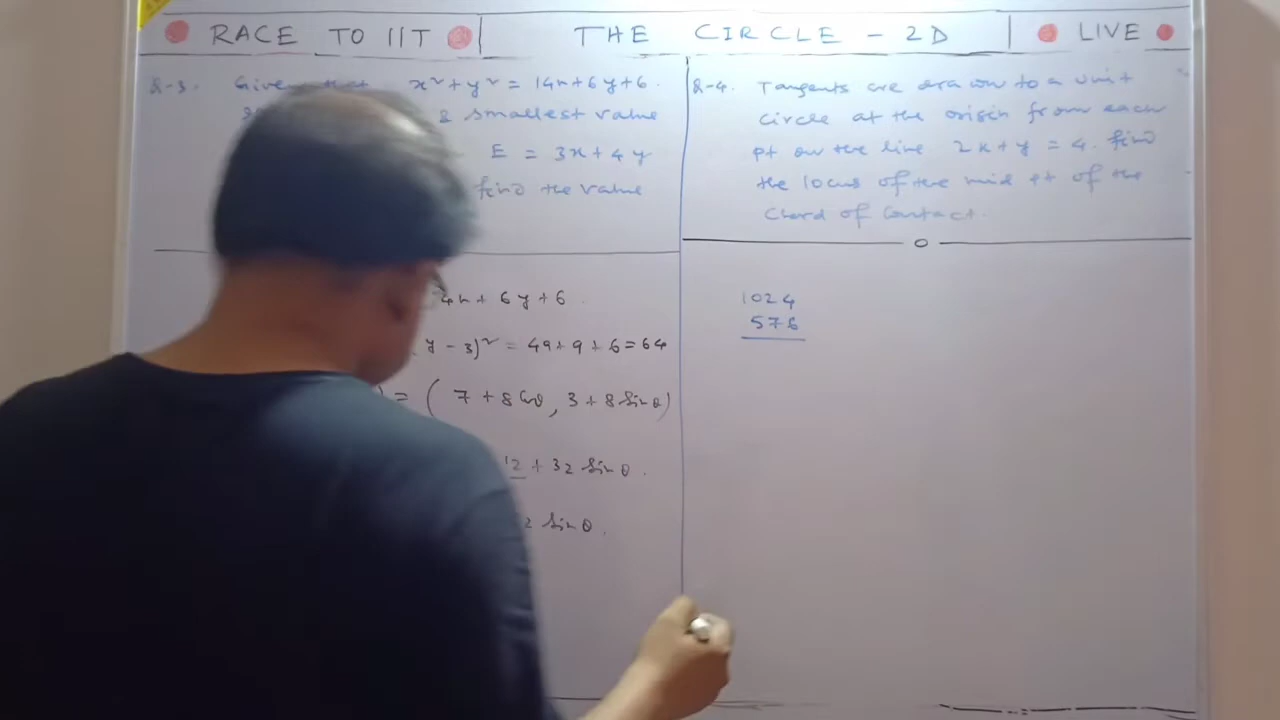 RACE TO IIT
THE CIRCLE - 2D
LIVE
Q-3. Given that x²+y² = 14x+6y+6.
& smallest value
E = 3x+4y
find the value
4x + 6y + 6.
y - 3)² = 49+9+6=64
= ( 7 + 8 Cosθ, 3 + 8 Sinθ)
12 + 32 Sinθ.
2 Sinθ.
Q-4. Tangents are drawn to a unit
circle at the origin from each
pt on the line 2x+y = 4. find
the locus of the mid pt of the
Chord of Contact.
1024
576